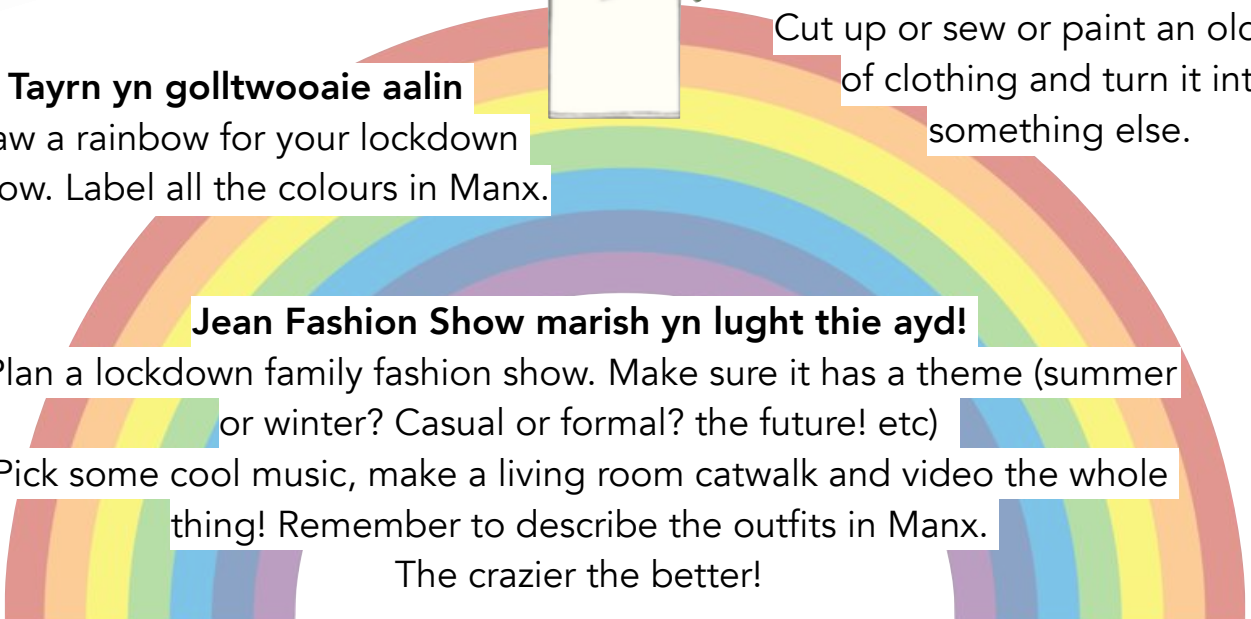 Cut up or sew or paint an old
of clothing and turn it int
something else.
Tayrn yn golltwooaie aalin
aw a rainbow for your lockdown
ow. Label all the colours in Manx.
Jean Fashion Show marish yn lught thie ayd!
Plan a lockdown family fashion show. Make sure it has a theme (summer
or winter? Casual or formal? the future! etc)
Pick some cool music, make a living room catwalk and video the whole
thing! Remember to describe the outfits in Manx.
The crazier the better!